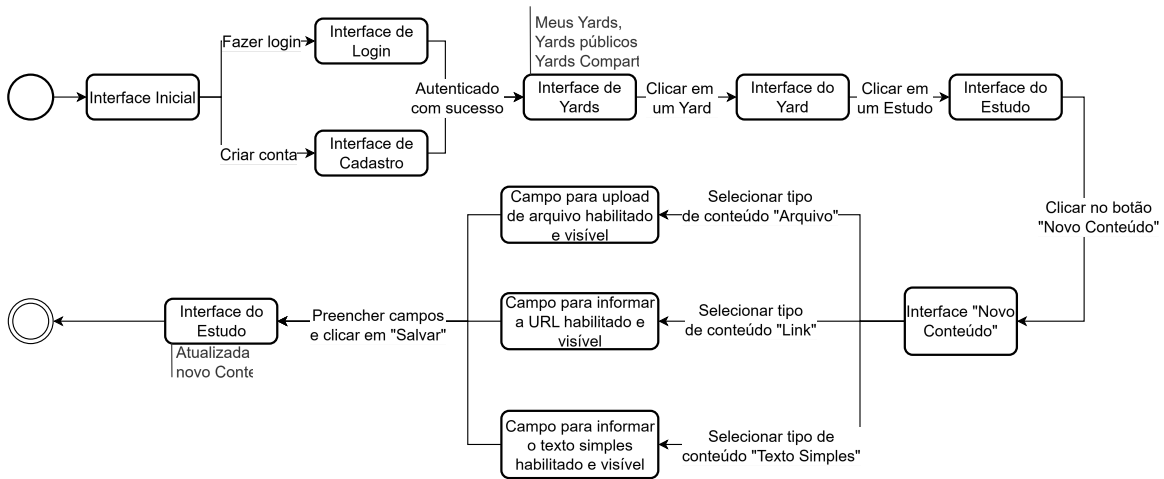 Interface Inicial
Fazer login
Interface de
Login
Criar conta
Interface de
Cadastro
Autenticado
com sucesso
Meus Yards,
Yards públicos
Yards Compart
Interface de
Yards
Clicar em
um Yard
Interface do
Yard
Clicar em
um Estudo
Interface do
Estudo
Clicar no botão
"Novo Conteúdo"
Interface "Novo
Conteúdo"
Selecionar tipo
de conteúdo "Arquivo"
Campo para upload
de arquivo habilitado
e visível
Selecionar tipo
de conteúdo "Link"
Campo para informar
a URL habilitado e
visível
Selecionar tipo de
conteúdo "Texto Simples"
Campo para informar
o texto simples
habilitado e visível
Preencher campos
e clicar em "Salvar"
Interface do
Estudo
Atualizada
novo Conte